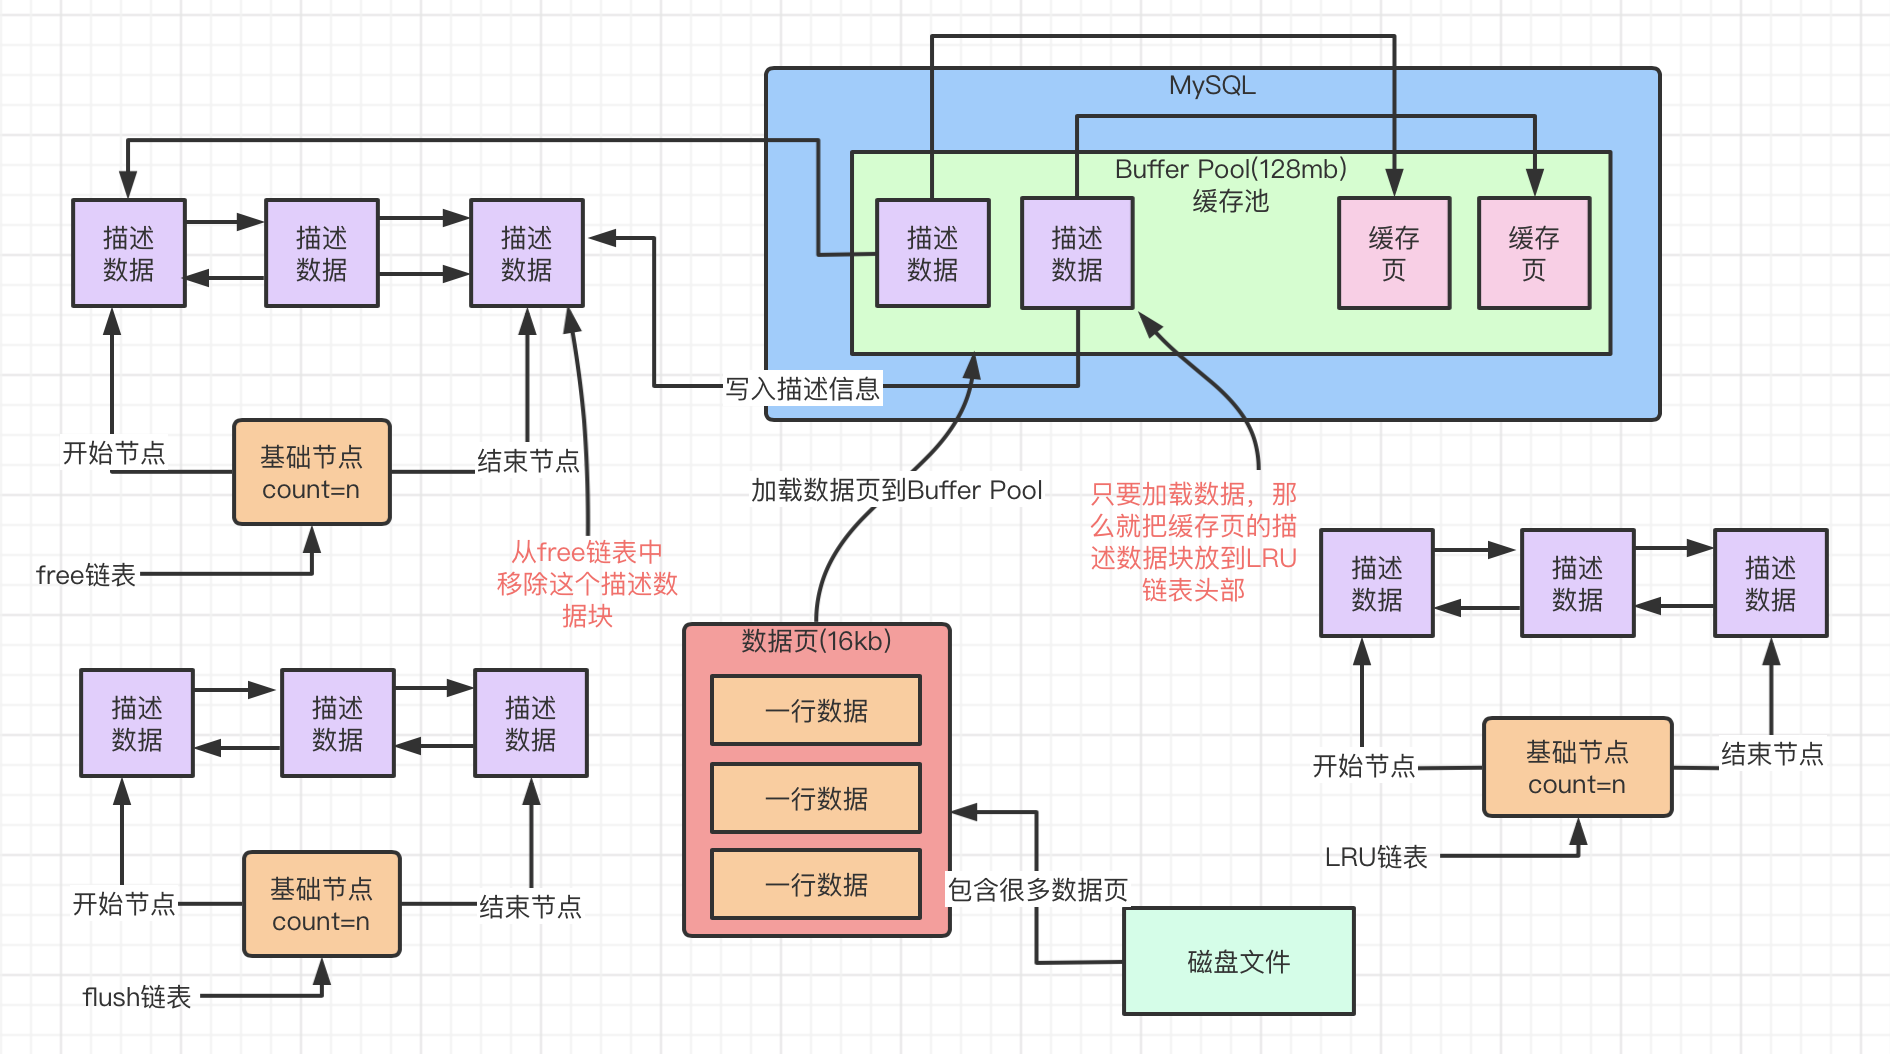 MySQL
Buffer Pool(128mb)
缓存池
描述
数据
描述
数据
描述
数据
描述
数据
描述
数据
缓存
页
缓存
页
写入描述信息
开始节点
基础节点
count=n
结束节点
free链表
从free链表中
移除这个描述数
据块
加载数据页到Buffer Pool
只要加载数据，那
么就把缓存页的描
述数据块放到LRU
链表头部
描述
数据
描述
数据
描述
数据
开始节点
基础节点
count=n
结束节点
LRU链表
数据页(16kb)
一行数据
一行数据
一行数据
包含很多数据页
磁盘文件
描述
数据
描述
数据
描述
数据
开始节点
基础节点
count=n
结束节点
flush链表